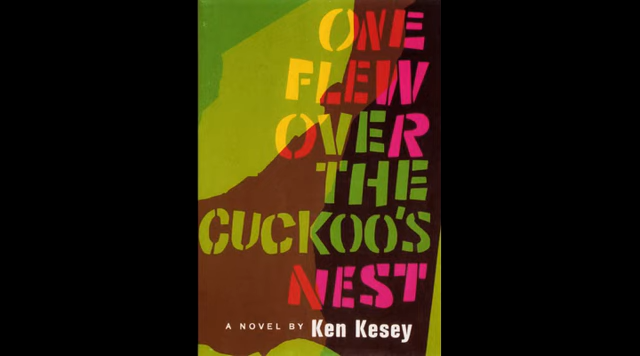 ONE
FLEW
OVER
THE
CUCKOO'S
NEST
A NOVEL BY Ken Kesey